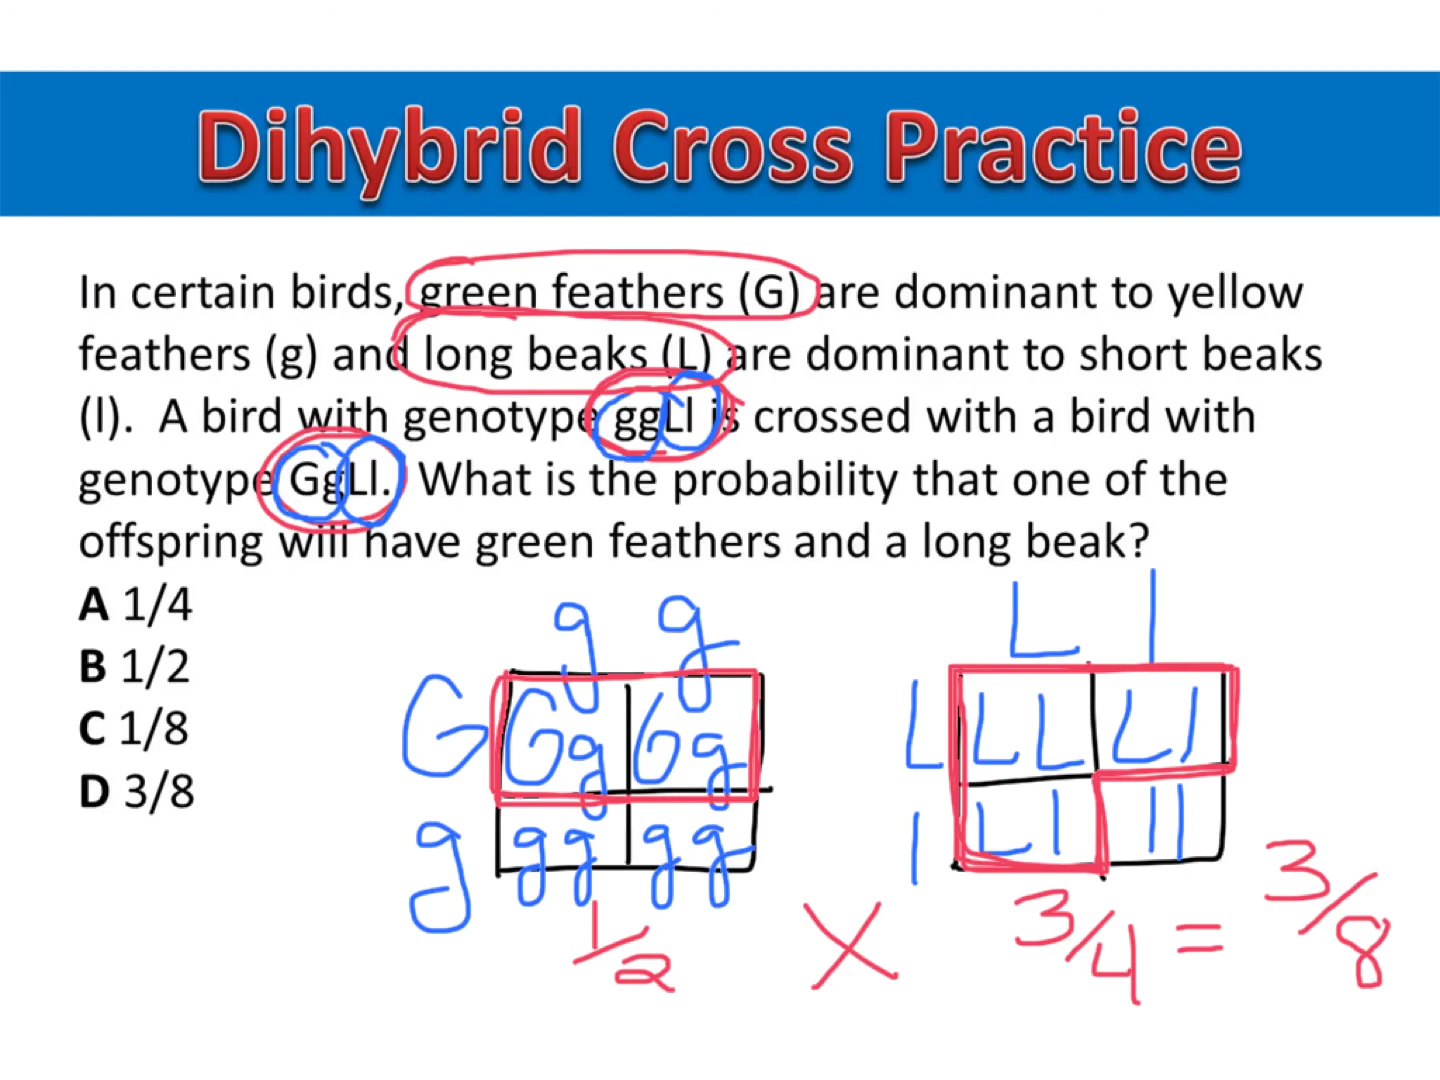 Dihybrid Cross Practice
In certain birds, green feathers (G) are dominant to yellow
feathers (g) and long beaks (L) are dominant to short beaks
(l). A bird with genotype ggLl is crossed with a bird with
genotype GgLl. What is the probability that one of the
offspring will have green feathers and a long beak?
A 1/4
B 1/2
C 1/8
D 3/8
g g
G Gg Gg
g gg gg
L l
L LL Ll
l Ll ll
1/2 X 3/4 = 3/8